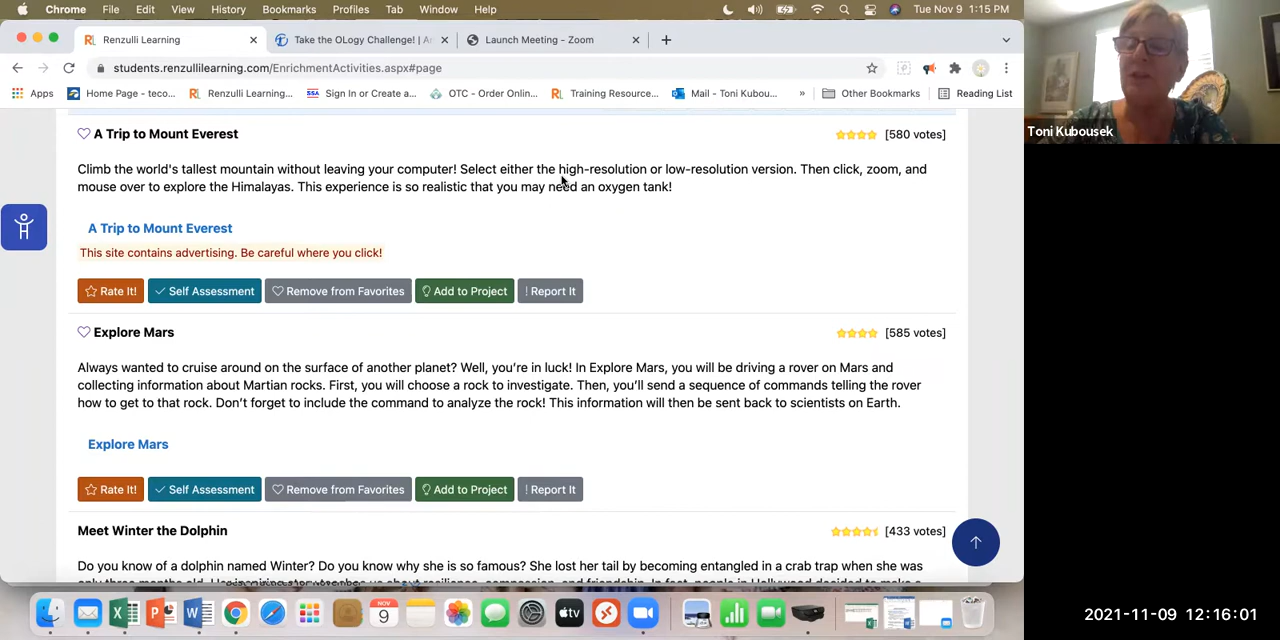 Chrome File Edit View History Bookmarks Profiles Tab Window Help Tue Nov 9 1:15 PM
Renzulli Learning Take the OLogy Challenge! | Launch Meeting - Zoom
students.renzullilearning.com/EnrichmentActivities.aspx#page
Apps Home Page - teco... Renzulli Learning... Sign In or Create a... OTC - Order Online... Training Resource... Mail - Toni Kubou... » Other Bookmarks Reading List
Toni Kubousek
A Trip to Mount Everest [580 votes]
Climb the world's tallest mountain without leaving your computer! Select either the high-resolution or low-resolution version. Then click, zoom, and
mouse over to explore the Himalayas. This experience is so realistic that you may need an oxygen tank!
A Trip to Mount Everest
This site contains advertising. Be careful where you click!
Rate It! Self Assessment Remove from Favorites Add to Project ! Report It
Explore Mars [585 votes]
Always wanted to cruise around on the surface of another planet? Well, you're in luck! In Explore Mars, you will be driving a rover on Mars and
collecting information about Martian rocks. First, you will choose a rock to investigate. Then, you'll send a sequence of commands telling the rover
how to get to that rock. Don't forget to include the command to analyze the rock! This information will then be sent back to scientists on Earth.
Explore Mars
Rate It! Self Assessment Remove from Favorites Add to Project ! Report It
Meet Winter the Dolphin [433 votes]
Do you know of a dolphin named Winter? Do you know why she is so famous? She lost her tail by becoming entangled in a crab trap when she was
NOV
9
tv
2021-11-09 12:16:01